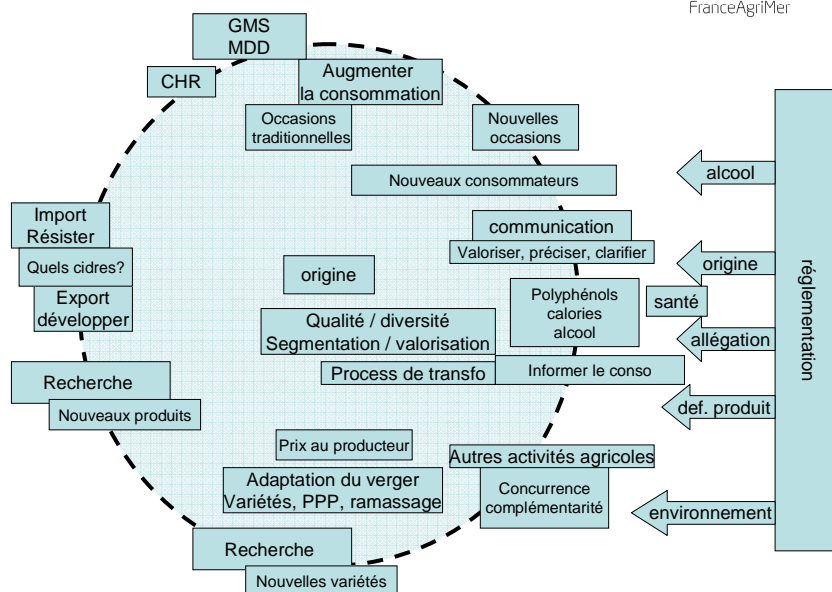 FranceAgriMer
GMS
MDD
CHR
Augmenter
la consommation
Occasions
traditionnelles
Nouvelles
occasions
Nouveaux consommateurs
alcool
Import
Résister
Quels cidres?
Export
développer
communication
Valoriser, préciser, clarifier
origine
origine
Polyphénols
calories
alcool
santé
Qualité / diversité
Segmentation / valorisation
allégation
réglementation
Process de transfo
Informer le conso
Recherche
Nouveaux produits
def. produit
Prix au producteur
Autres activités agricoles
Adaptation du verger
Variétés, PPP, ramassage
Concurrence
complémentarité
environnement
Recherche
Nouvelles variétés